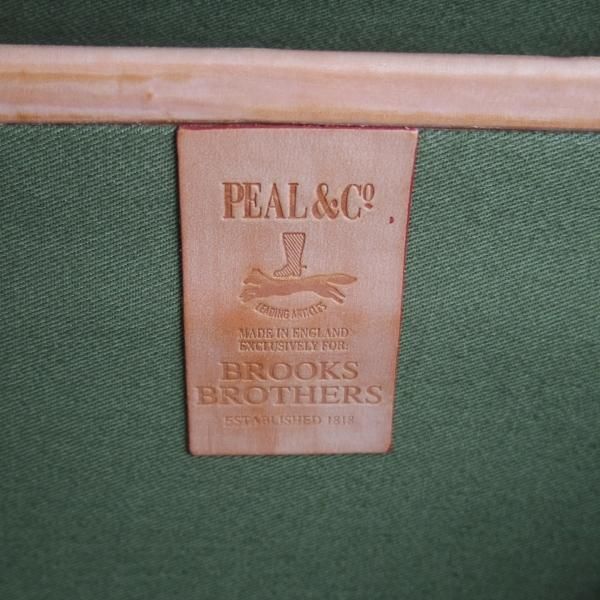 PEAL & Cº
LEADING ARTICLES
MADE IN ENGLAND
EXCLUSIVELY FOR:
BROOKS
BROTHERS
ESTABLISHED 1818